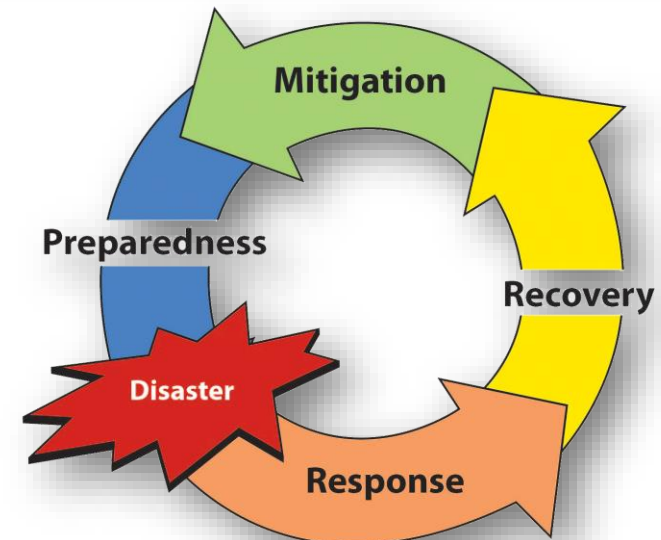 Mitigation
Preparedness
Recovery
Disaster
Response